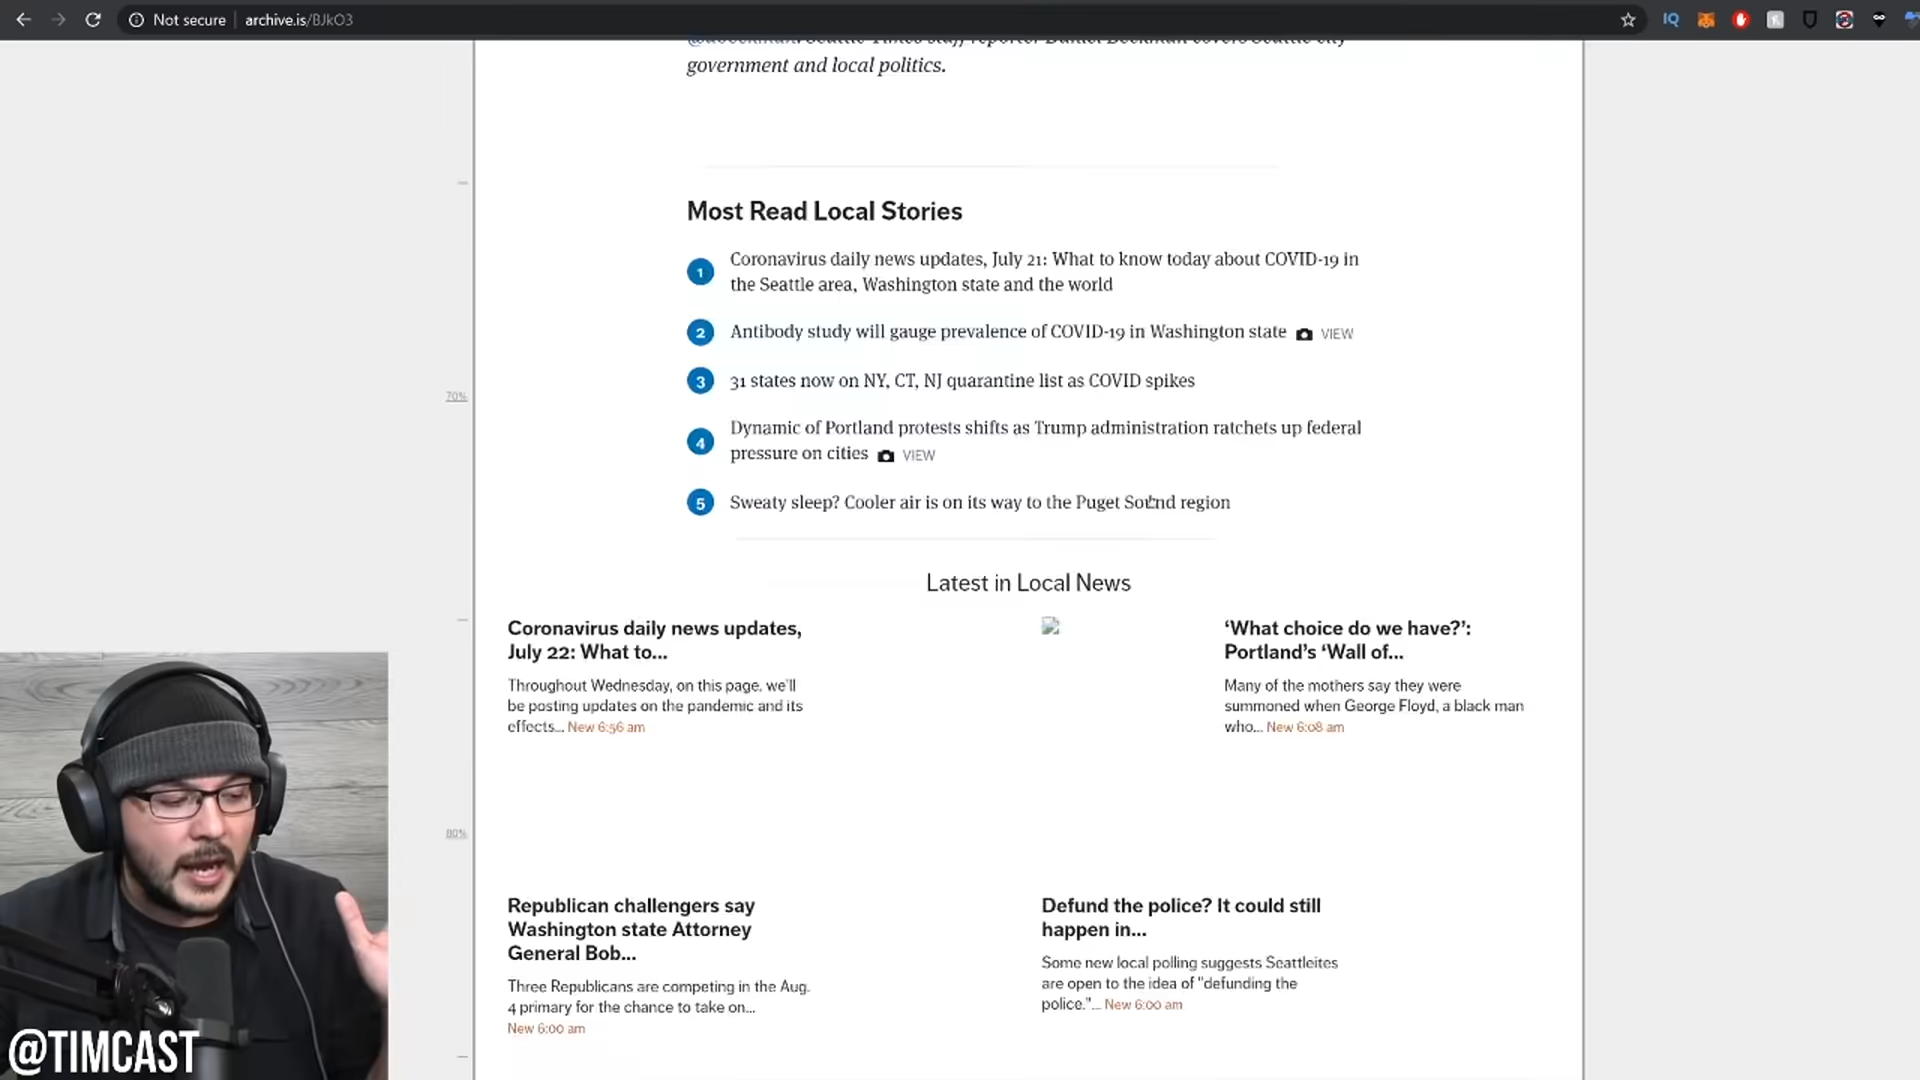 Not secure
archive.is/BJkO3
IQ
government and local politics.
Most Read Local Stories
1
Coronavirus daily news updates, July 21: What to know today about COVID-19 in
the Seattle area, Washington state and the world
2
Antibody study will gauge prevalence of COVID-19 in Washington state VIEW
3
31 states now on NY, CT, NJ quarantine list as COVID spikes
4
Dynamic of Portland protests shifts as Trump administration ratchets up federal
pressure on cities VIEW
5
Sweaty sleep? Cooler air is on its way to the Puget Sound region
70%
Latest in Local News
Coronavirus daily news updates,
July 22: What to...
Throughout Wednesday, on this page, we'll
be posting updates on the pandemic and its
effects... New 6:56 am
‘What choice do we have?’:
Portland’s ‘Wall of...
Many of the mothers say they were
summoned when George Floyd, a black man
who... New 6:08 am
80%
Republican challengers say
Washington state Attorney
General Bob...
Three Republicans are competing in the Aug.
4 primary for the chance to take on...
New 6:00 am
Defund the police? It could still
happen in...
Some new local polling suggests Seattleites
are open to the idea of "defunding the
police."... New 6:00 am
@TIMCAST